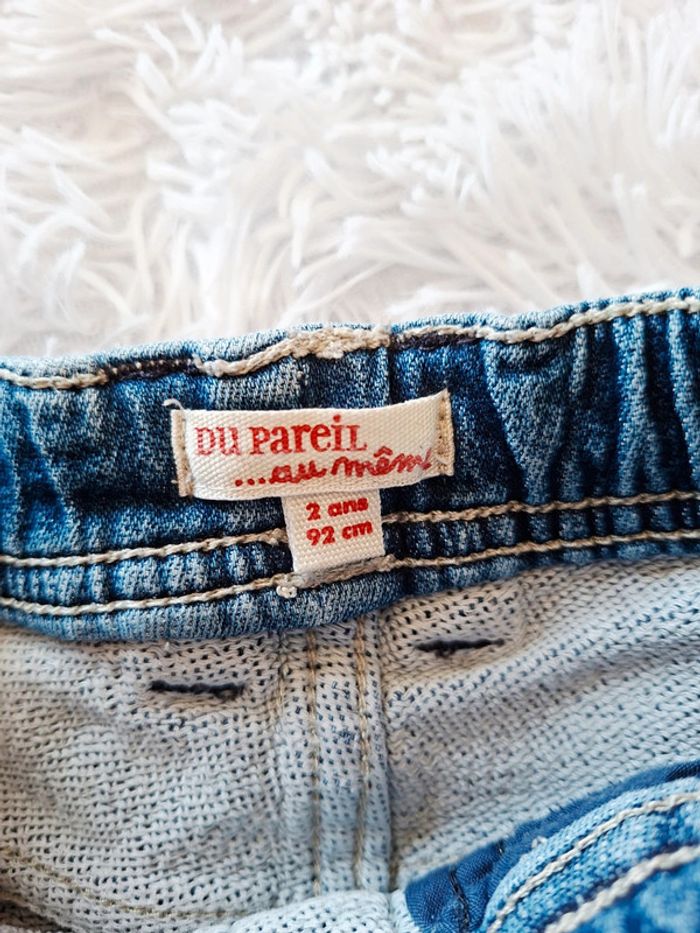 DU PAREIL
...au même
2 ans
92 cm